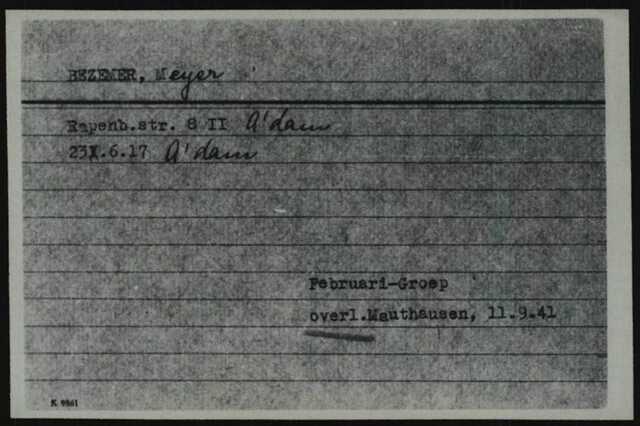 BEZEMER, Meyer
Rapenb.str. 8 II A'dam
23X.6.17 A'dam
Februari-Groep
overl.Mauthausen, 11.9.41
K 9861